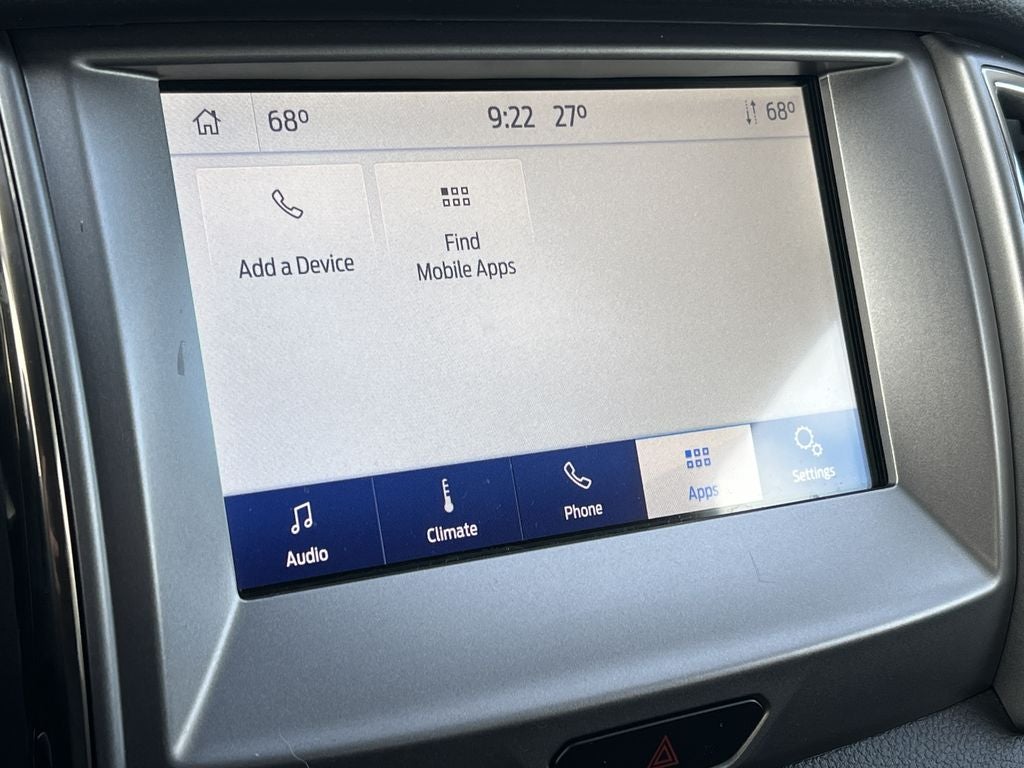 68° 9:22 27° 68°
Add a Device
Find
Mobile Apps
Audio
Climate
Phone
Apps
Settings